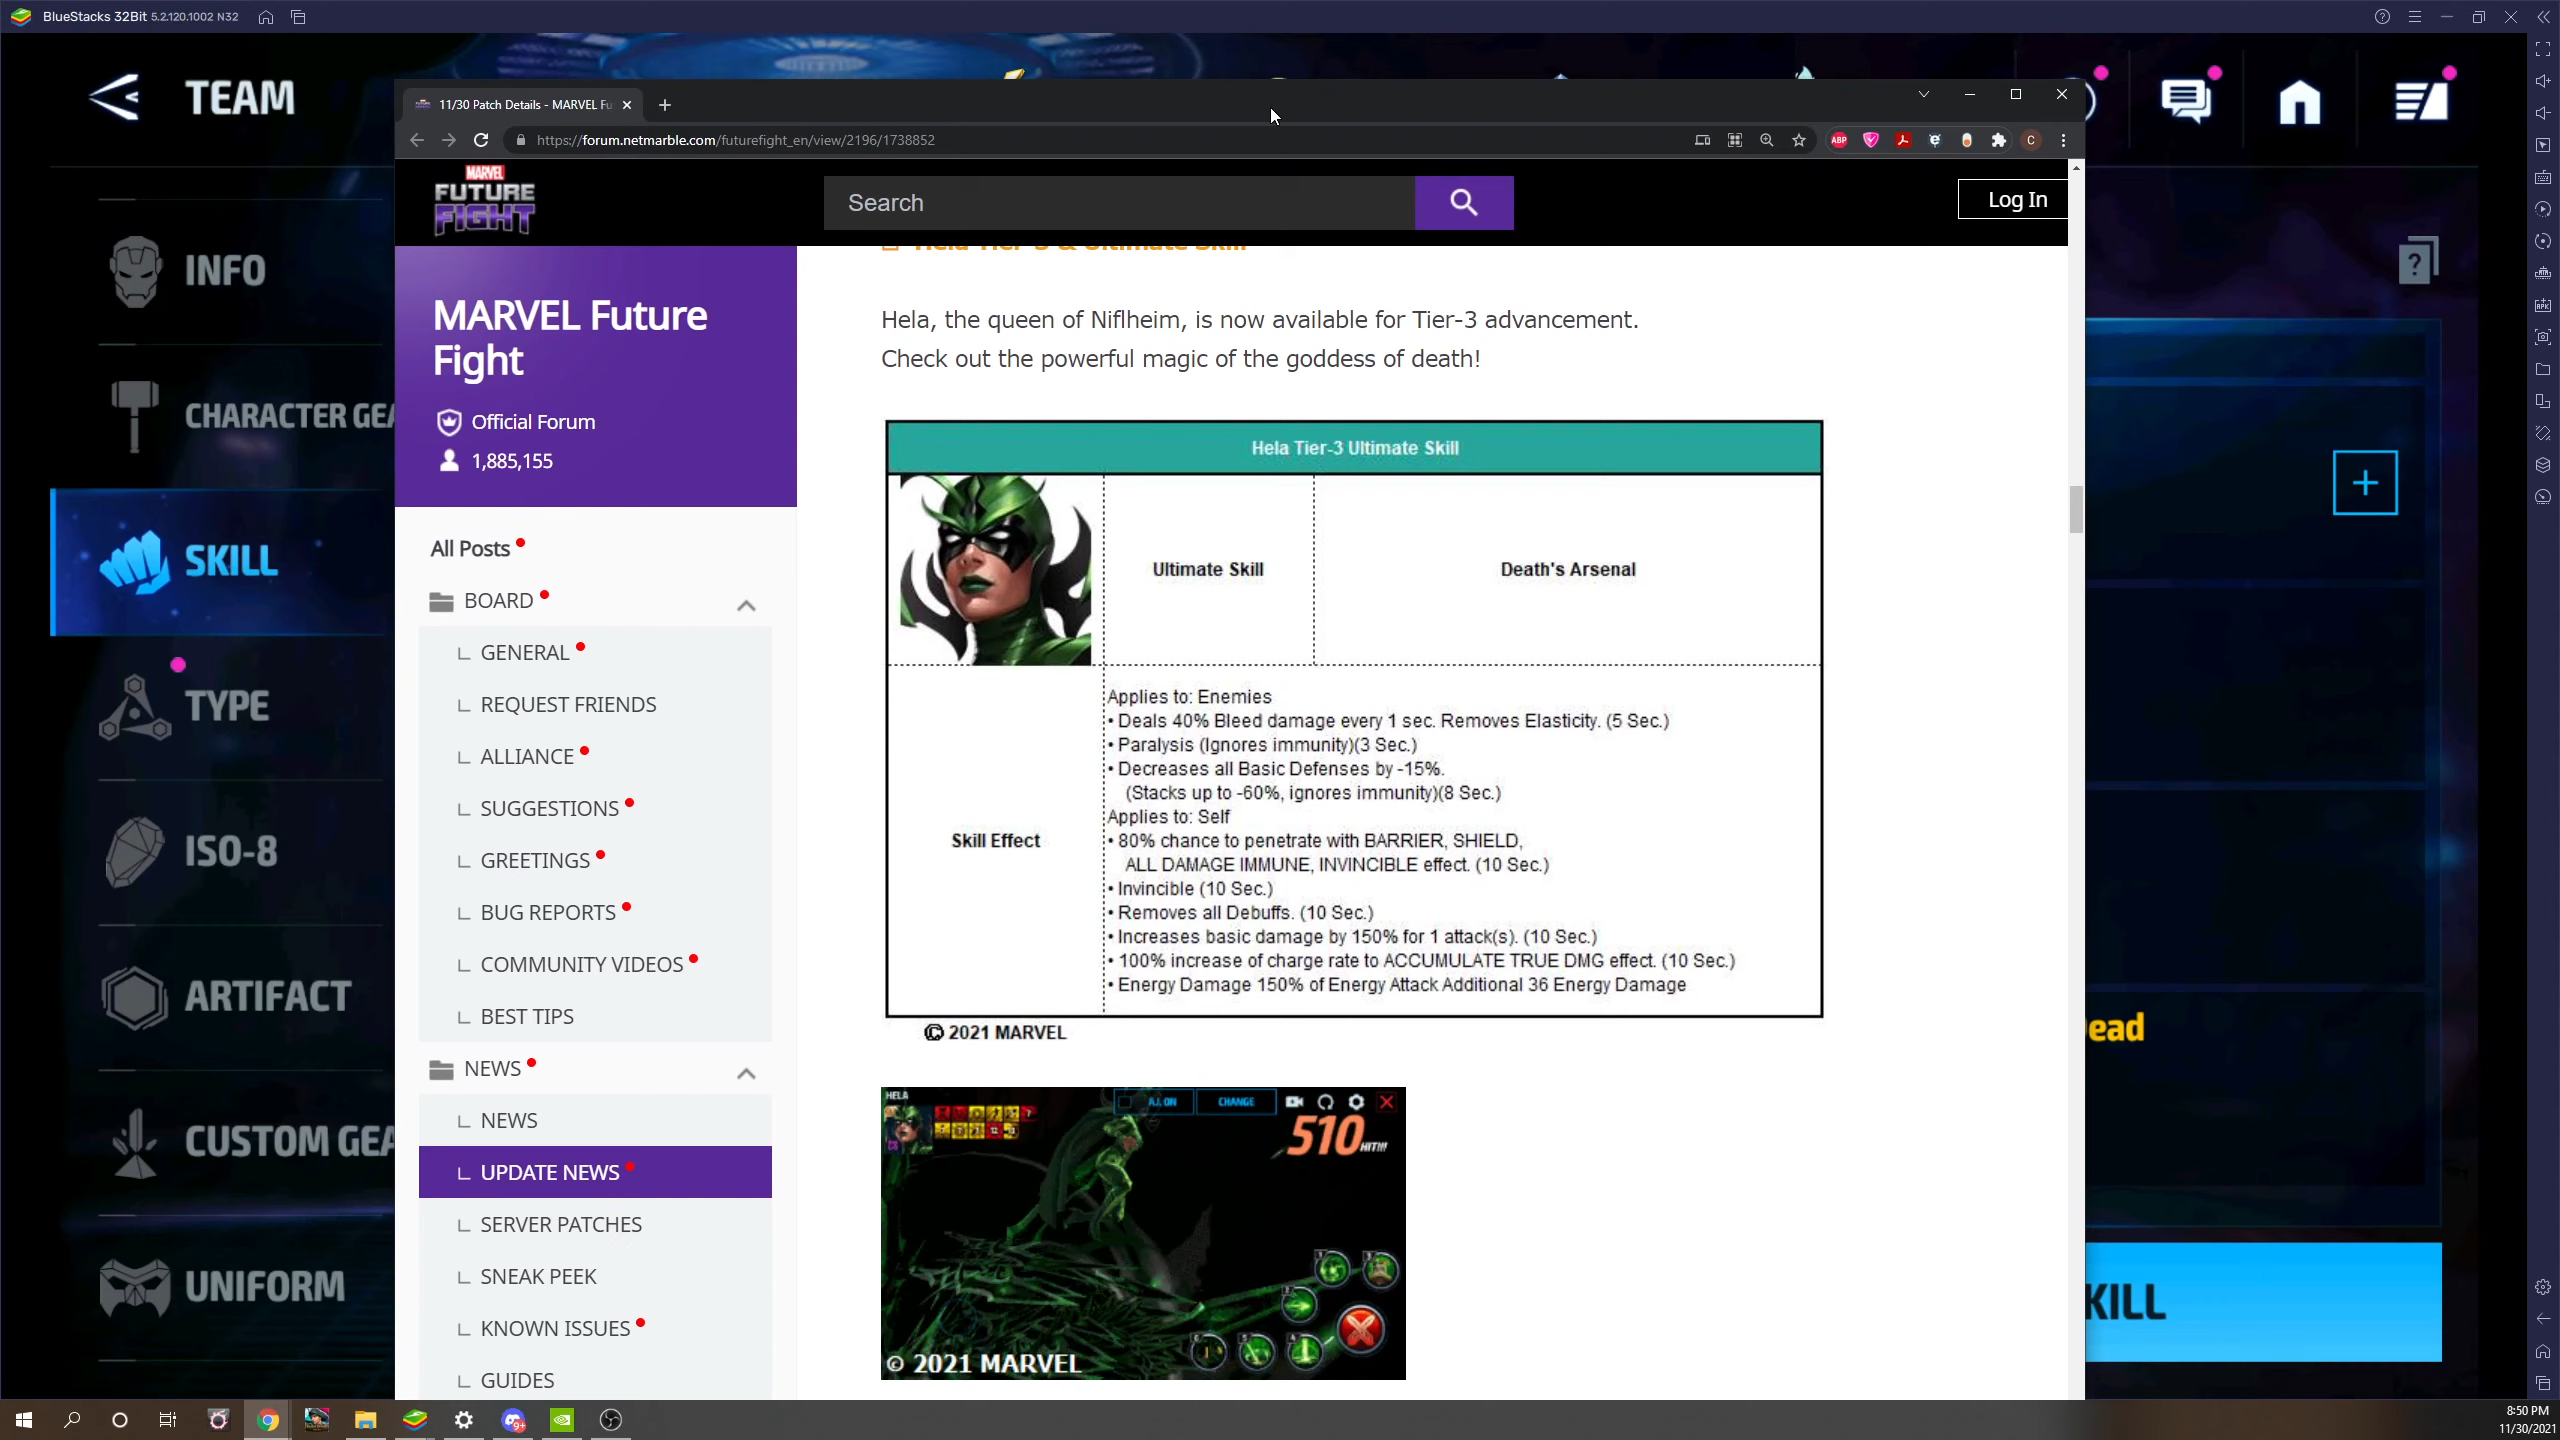 BlueStacks 32Bit 5.2.120.1002 N32
TEAM
INFO
CHARACTER GEA
SKILL
TYPE
ISO-8
ARTIFACT
CUSTOM GEA
UNIFORM
11/30 Patch Details - MARVEL Fu
https://forum.netmarble.com/futurefight_en/view/2196/1738852
ABP
C
MARVEL
FUTURE
FIGHT
Search
Log In
MARVEL Future
Fight
Official Forum
1,885,155
All Posts
BOARD
GENERAL
REQUEST FRIENDS
ALLIANCE
SUGGESTIONS
GREETINGS
BUG REPORTS
COMMUNITY VIDEOS
BEST TIPS
NEWS
NEWS
UPDATE NEWS
SERVER PATCHES
SNEAK PEEK
KNOWN ISSUES
GUIDES
Hela Tier-3 & Ultimate Skill
Hela, the queen of Niflheim, is now available for Tier-3 advancement.
Check out the powerful magic of the goddess of death!
Hela Tier-3 Ultimate Skill
Ultimate Skill
Death's Arsenal
Skill Effect
Applies to: Enemies
• Deals 40% Bleed damage every 1 sec. Removes Elasticity. (5 Sec.)
• Paralysis (Ignores immunity)(3 Sec.)
• Decreases all Basic Defenses by -15%.
(Stacks up to -60%, ignores immunity)(8 Sec.)
Applies to: Self
• 80% chance to penetrate with BARRIER, SHIELD,
ALL DAMAGE IMMUNE, INVINCIBLE effect. (10 Sec.)
• Invincible (10 Sec.)
• Removes all Debuffs. (10 Sec.)
• Increases basic damage by 150% for 1 attack(s). (10 Sec.)
• 100% increase of charge rate to ACCUMULATE TRUE DMG effect. (10 Sec.)
• Energy Damage 150% of Energy Attack Additional 36 Energy Damage
© 2021 MARVEL
HELA
A.I. ON
CHANGE
510 HIT!!!
© 2021 MARVEL
ead
KILL
9+
8:50 PM
11/30/2021